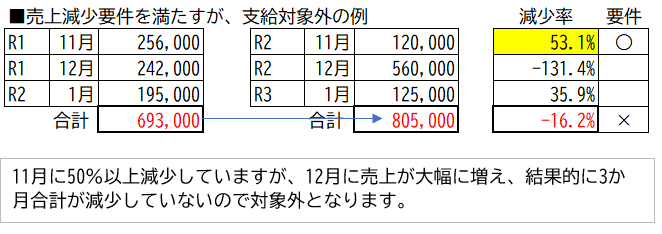 ■売上減少要件を満たすが、支給対象外の例 減少率 要件
R1 11月 256,000 R2 11月 120,000 53.1% ○
R1 12月 242,000 R2 12月 560,000 -131.4%
R2 1月 195,000 R3 1月 125,000 35.9%
合計 693,000 合計 805,000 -16.2% ×
11月に50%以上減少していますが、12月に売上が大幅に増え、結果的に3か
月合計が減少していないので対象外となります。